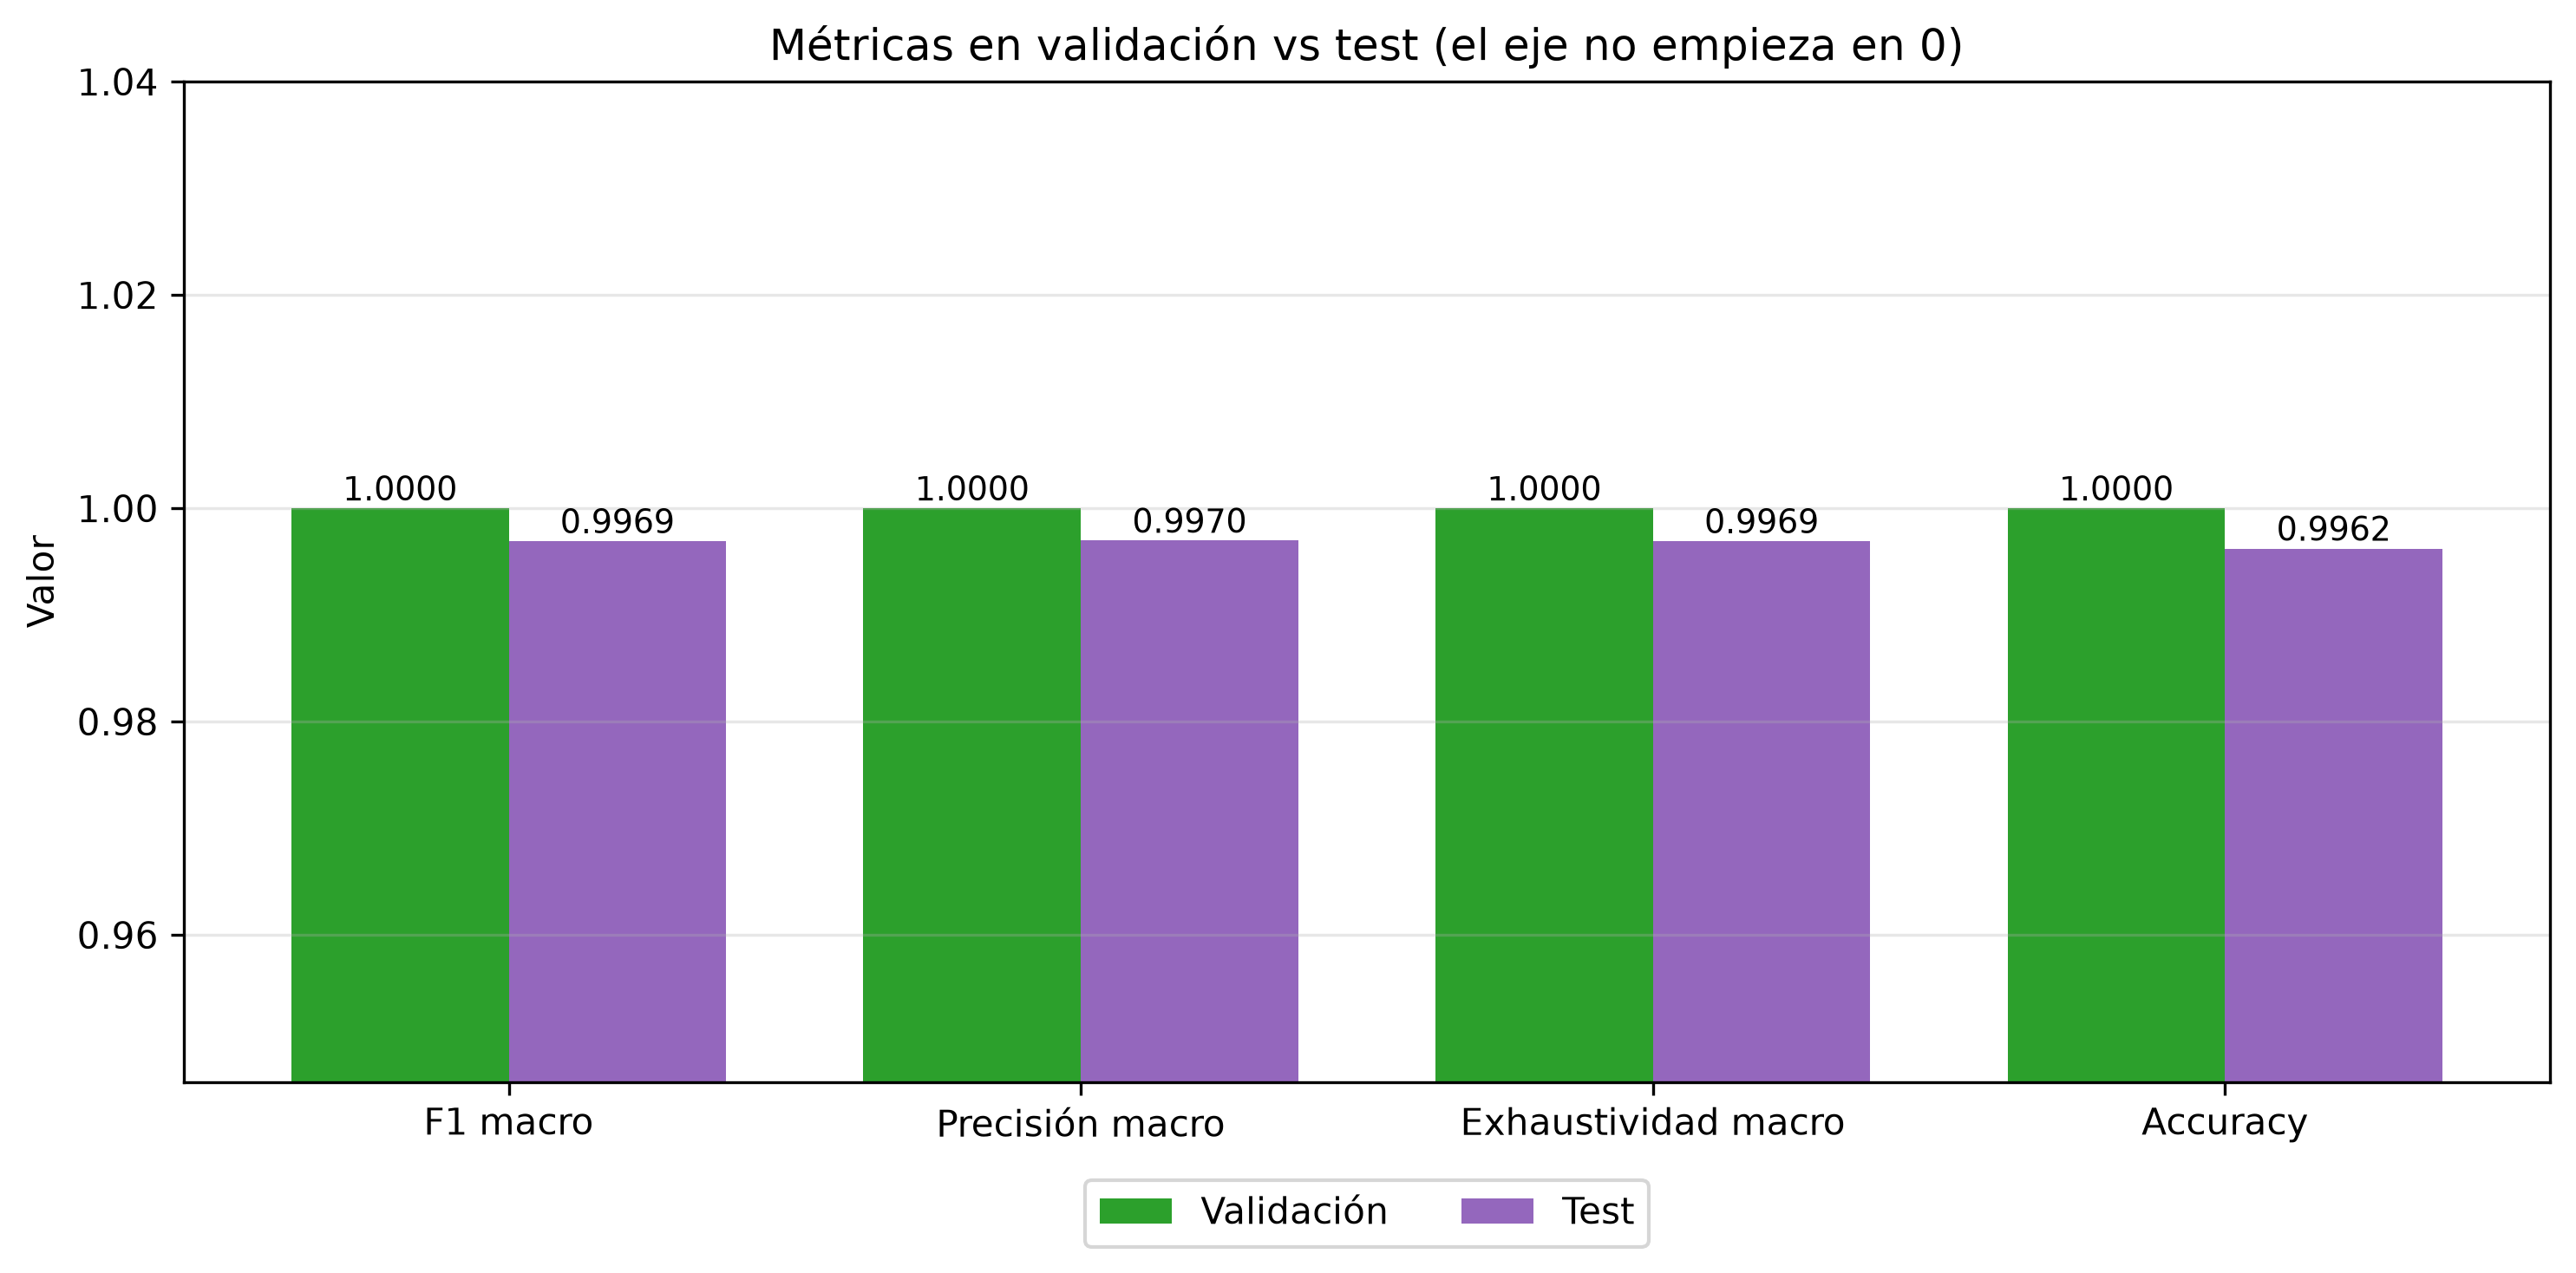 Métricas en validación vs test (el eje no empieza en 0)
Valor
1.04
1.02
1.00
0.98
0.96
1.0000
0.9969
1.0000
0.9970
1.0000
0.9969
1.0000
0.9962
F1 macro
Precisión macro
Exhaustividad macro
Accuracy
Validación
Test